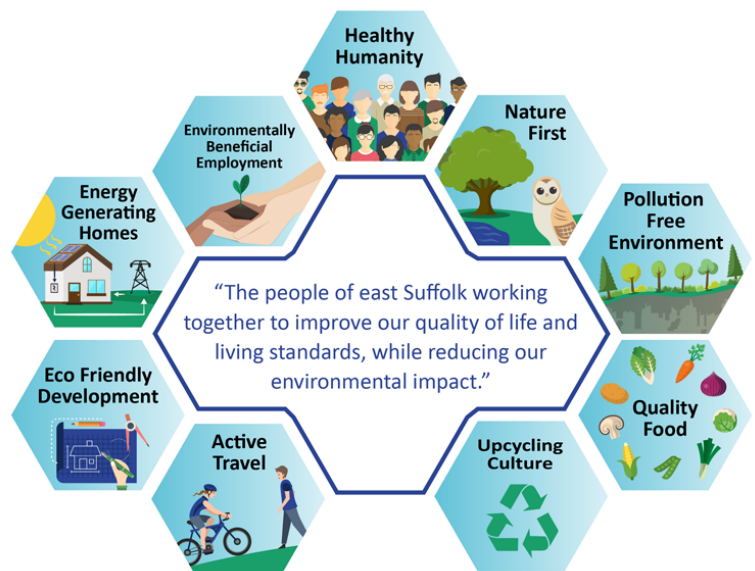 Healthy
Humanity
Nature
First
Environmentally
Beneficial
Employment
Energy
Generating
Homes
Pollution
Free
Environment
“The people of east Suffolk working
together to improve our quality of life and
living standards, while reducing our
environmental impact.”
Eco Friendly
Development
Quality
Food
Active
Travel
Upcycling
Culture